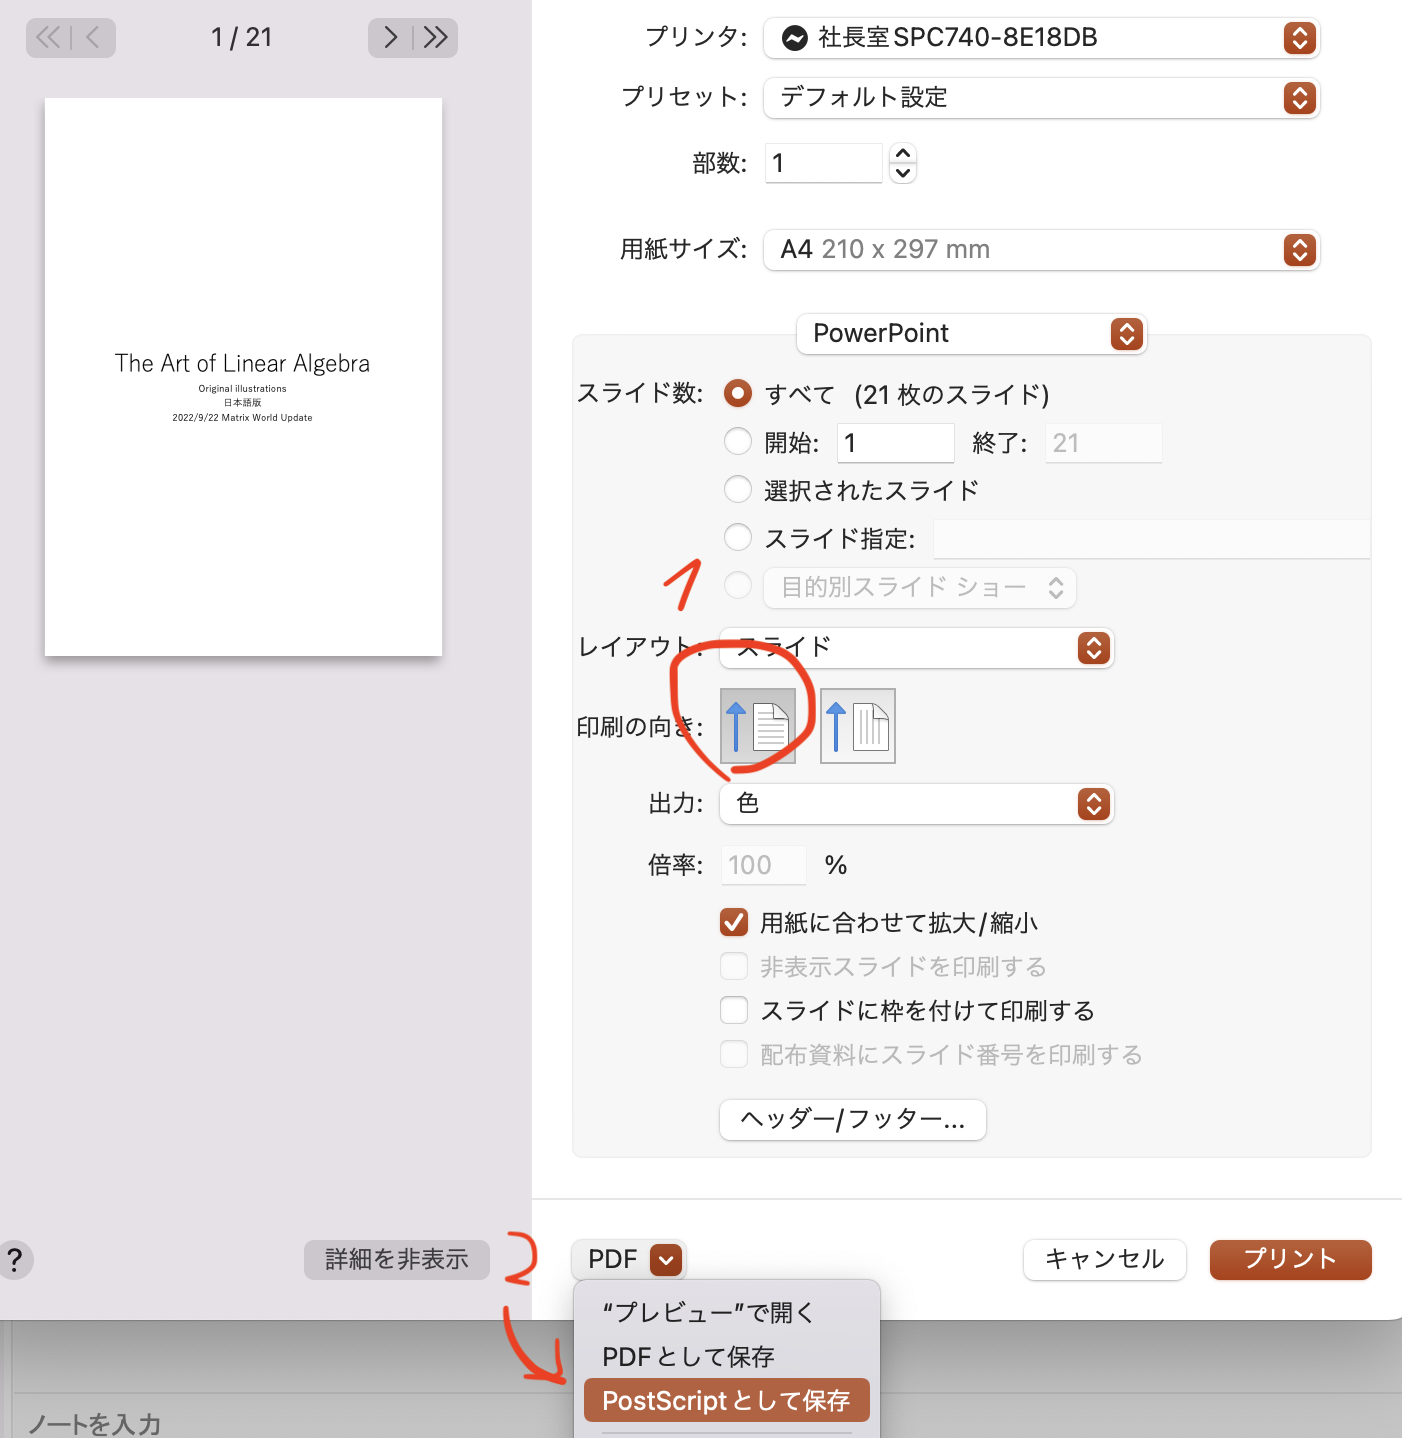 1 / 21
The Art of Linear Algebra
Original illustrations
日本語版
2022/9/22 Matrix World Update
プリンタ: 社長室SPC740-8E18DB
プリセット: デフォルト設定
部数: 1
用紙サイズ: A4 210 x 297 mm
PowerPoint
スライド数: すべて (21 枚のスライド)
開始: 1 終了: 21
選択されたスライド
スライド指定:
1
目的別スライド ショー
レイアウト: スライド
印刷の向き:
出力: 色
倍率: 100 %
用紙に合わせて拡大/縮小
非表示スライドを印刷する
スライドに枠を付けて印刷する
配布資料にスライド番号を印刷する
ヘッダー/フッター...
? 詳細を非表示 2 PDF キャンセル プリント
“プレビュー”で開く
PDFとして保存
PostScriptとして保存
ノートを入力